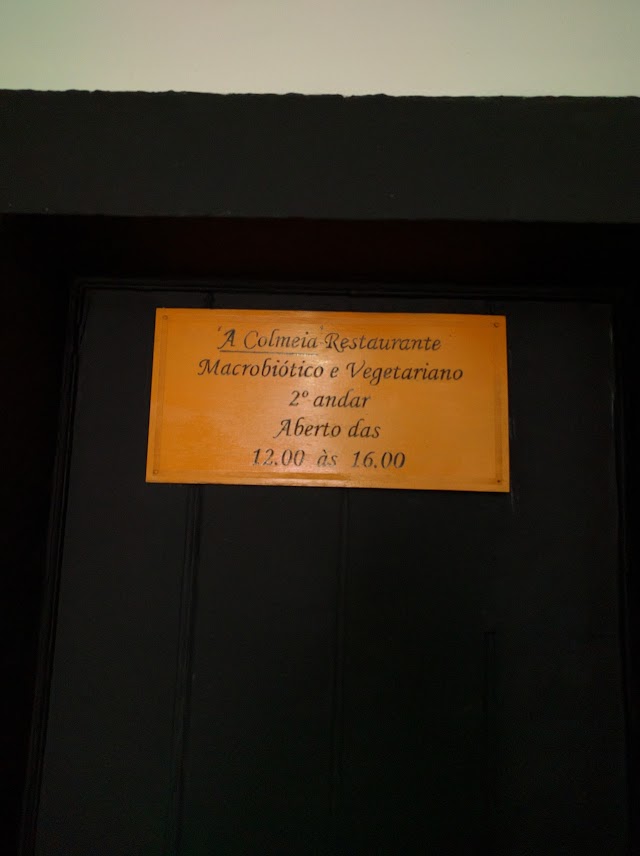 'A Colmeia' Restaurante
Macrobiótico e Vegetariano
2º andar
Aberto das
12.00 às 16.00